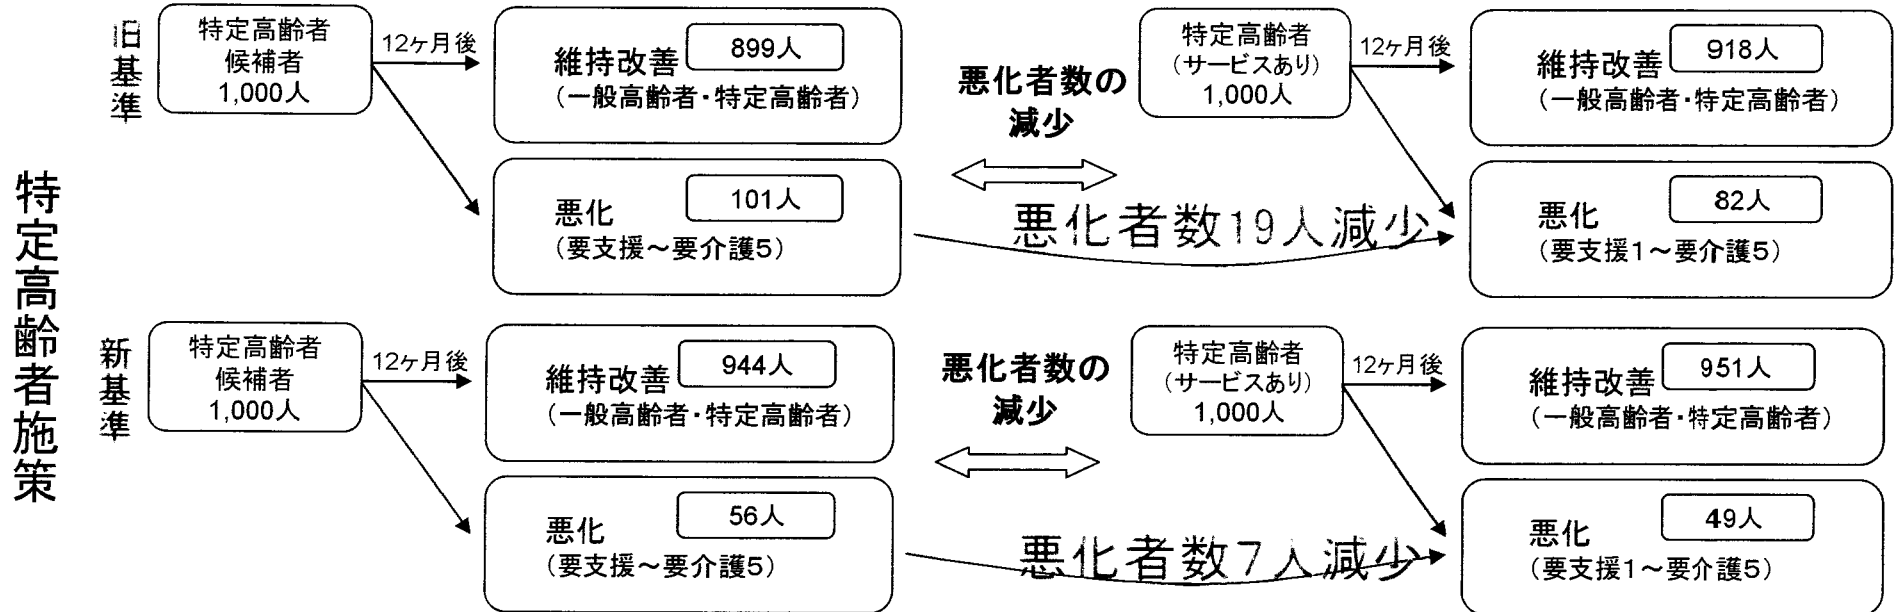 特定高齢者施策
旧基準
特定高齢者
候補者
1,000人
12ヶ月後
維持改善 899人
(一般高齢者・特定高齢者)
悪化 101人
(要支援～要介護5)
悪化者数の
減少
悪化者数19人減少
特定高齢者
(サービスあり)
1,000人
12ヶ月後
維持改善 918人
(一般高齢者・特定高齢者)
悪化 82人
(要支援1～要介護5)
新基準
特定高齢者
候補者
1,000人
12ヶ月後
維持改善 944人
(一般高齢者・特定高齢者)
悪化 56人
(要支援～要介護5)
悪化者数の
減少
悪化者数7人減少
特定高齢者
(サービスあり)
1,000人
12ヶ月後
維持改善 951人
(一般高齢者・特定高齢者)
悪化 49人
(要支援1～要介護5)